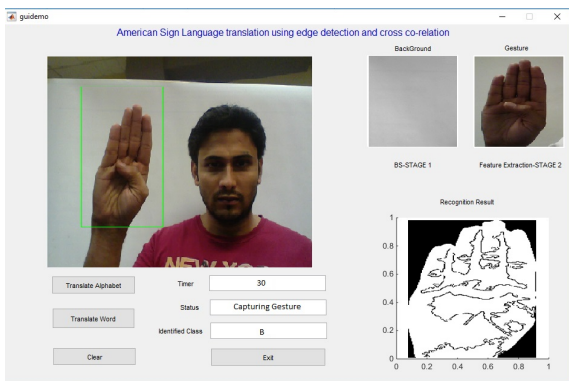 guidemo
American Sign Language translation using edge detection and cross co-relation
BackGround
Gesture
BS-STAGE 1
Feature Extraction-STAGE 2
NEW YO
Recognition Result
1
0.8
0.6
0.4
0.2
0
0 0.2 0.4 0.6 0.8 1
Translate Alphabet
Timer
30
Status
Capturing Gesture
Translate Word
Identified Class
B
Clear
Exit